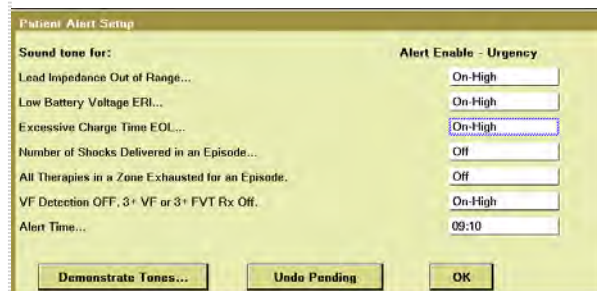 Patient Alert Setup
Sound tone for: Alert Enable - Urgency
Lead Impedance Out of Range... On-High
Low Battery Voltage ERI... On-High
Excessive Charge Time EOL... On-High
Number of Shocks Delivered in an Episode... Off
All Therapies in a Zone Exhausted for an Episode. Off
VF Detection OFF, 3+ VF or 3+ FVT Rx Off. On-High
Alert Time... 09:10
Demonstrate Tones... Undo Pending OK